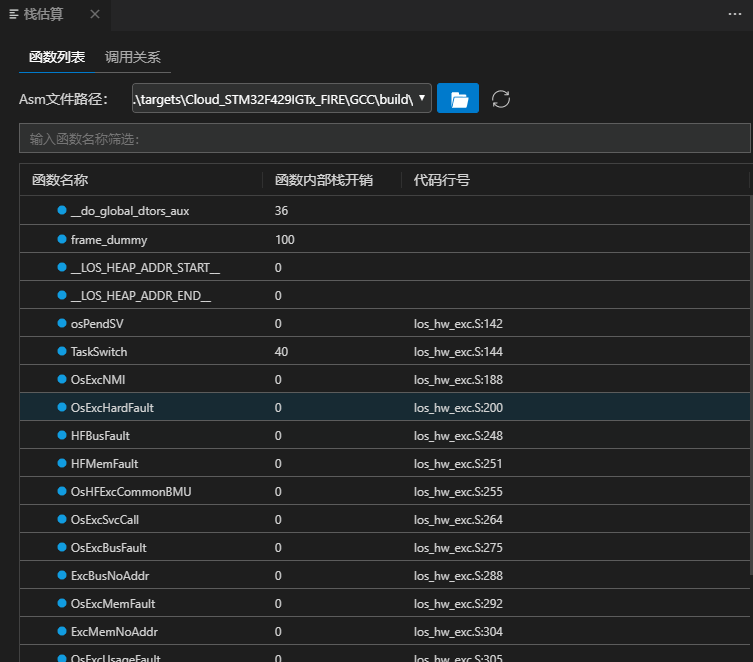 栈估算
函数列表 调用关系
Asm文件路径： .\targets\Cloud_STM32F429IGTx_FIRE\GCC\build\
输入函数名称筛选：
函数名称 函数内部栈开销 代码行号
__do_global_dtors_aux 36
frame_dummy 100
__LOS_HEAP_ADDR_START__ 0
__LOS_HEAP_ADDR_END__ 0
osPendSV 0 los_hw_exc.S:142
TaskSwitch 40 los_hw_exc.S:144
OsExcNMI 0 los_hw_exc.S:188
OsExcHardFault 0 los_hw_exc.S:200
HFBusFault 0 los_hw_exc.S:248
HFMemFault 0 los_hw_exc.S:251
OsHFExcCommonBMU 0 los_hw_exc.S:255
OsExcSvcCall 0 los_hw_exc.S:264
OsExcBusFault 0 los_hw_exc.S:275
ExcBusNoAddr 0 los_hw_exc.S:288
OsExcMemFault 0 los_hw_exc.S:292
ExcMemNoAddr 0 los_hw_exc.S:304
OsExcUsageFault 0 los_hw_exc.S:305